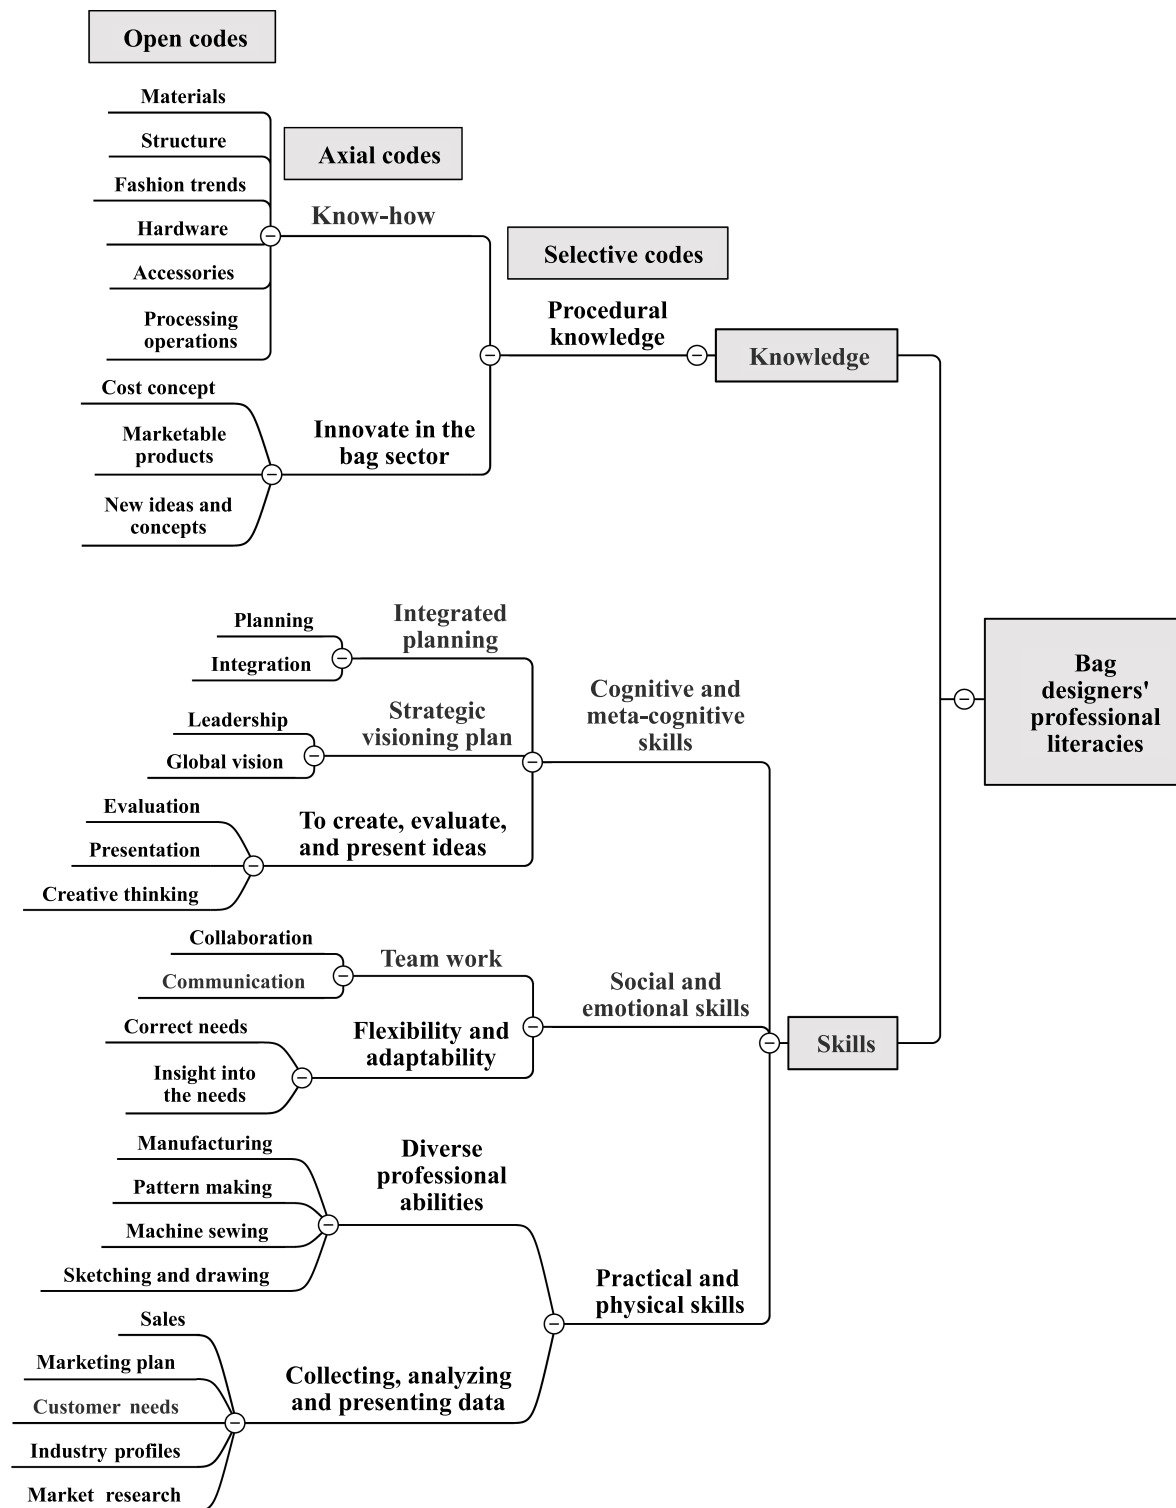 Open codes
Materials
Structure
Fashion trends
Hardware
Accessories
Processing
operations
Axial codes
Know-how
Selective codes
Procedural
knowledge
Knowledge
Cost concept
Marketable
products
New ideas and
concepts
Innovate in the
bag sector
Bag
designers'
professional
literacies
Planning
Integration
Integrated
planning
Leadership
Global vision
Strategic
visioning plan
Evaluation
Presentation
Creative thinking
To create, evaluate,
and present ideas
Cognitive and
meta-cognitive
skills
Collaboration
Communication
Team work
Correct needs
Insight into
the needs
Flexibility and
adaptability
Social and
emotional skills
Skills
Manufacturing
Pattern making
Machine sewing
Sketching and drawing
Diverse
professional
abilities
Sales
Marketing plan
Customer needs
Industry profiles
Market research
Collecting, analyzing
and presenting data
Practical and
physical skills